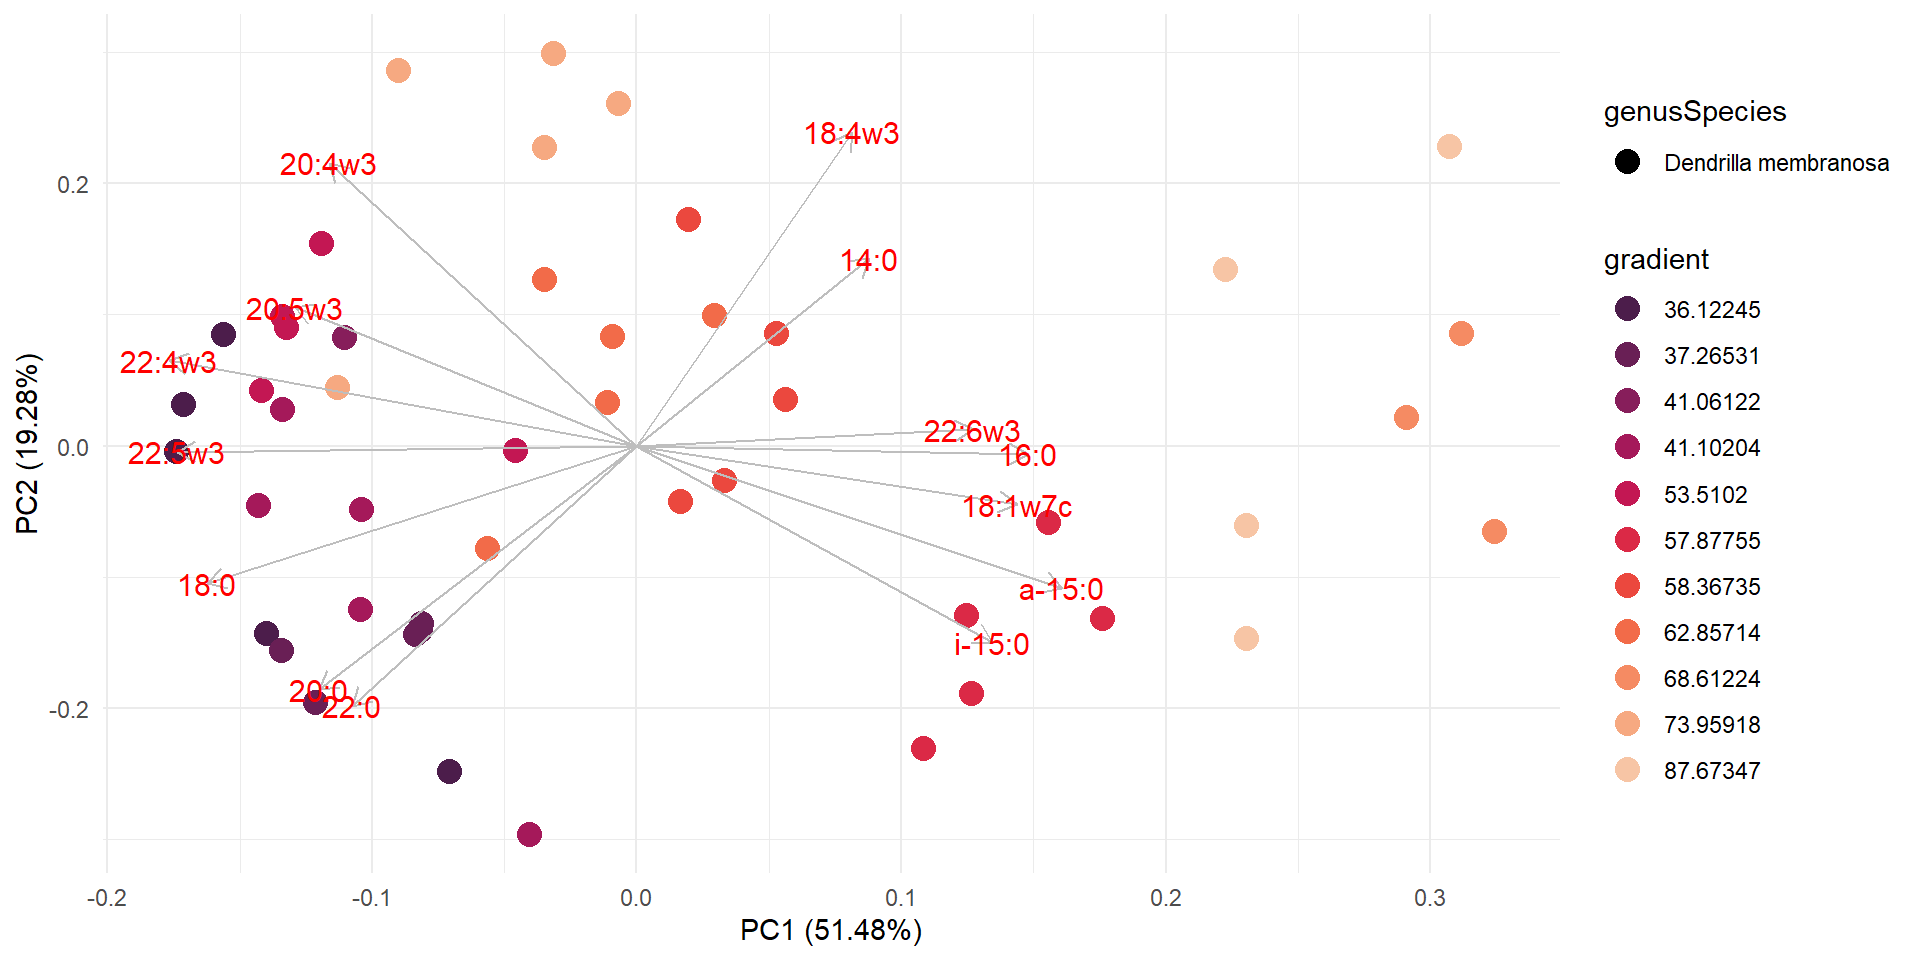 18:4w3
20:4w3
14:0
20:5w3
22:4w3
22:6w3
22:5w3
16:0
18:1w7c
18:0
a-15:0
i-15:0
20:0
22:0
0.2
0.0
-0.2
PC2 (19.28%)
-0.2
-0.1
0.0
0.1
0.2
0.3
PC1 (51.48%)
genusSpecies
Dendrilla membranosa
gradient
36.12245
37.26531
41.06122
41.10204
53.5102
57.87755
58.36735
62.85714
68.61224
73.95918
87.67347